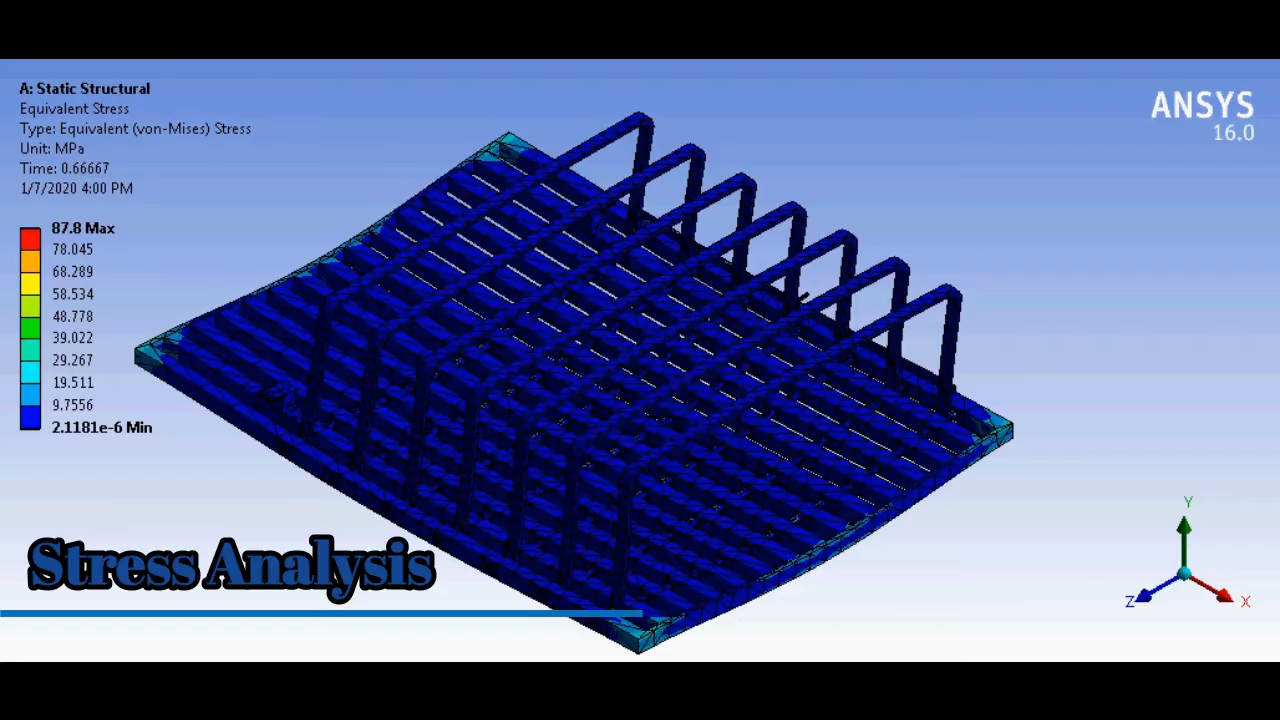 A: Static Structural
Equivalent Stress
Type: Equivalent (von-Mises) Stress
Unit: MPa
Time: 0.66667
1/7/2020 4:00 PM
ANSYS
16.0
87.8 Max
78.045
68.289
58.534
48.778
39.022
29.267
19.511
9.7556
2.1181e-6 Min
Stress Analysis
Y
Z
X